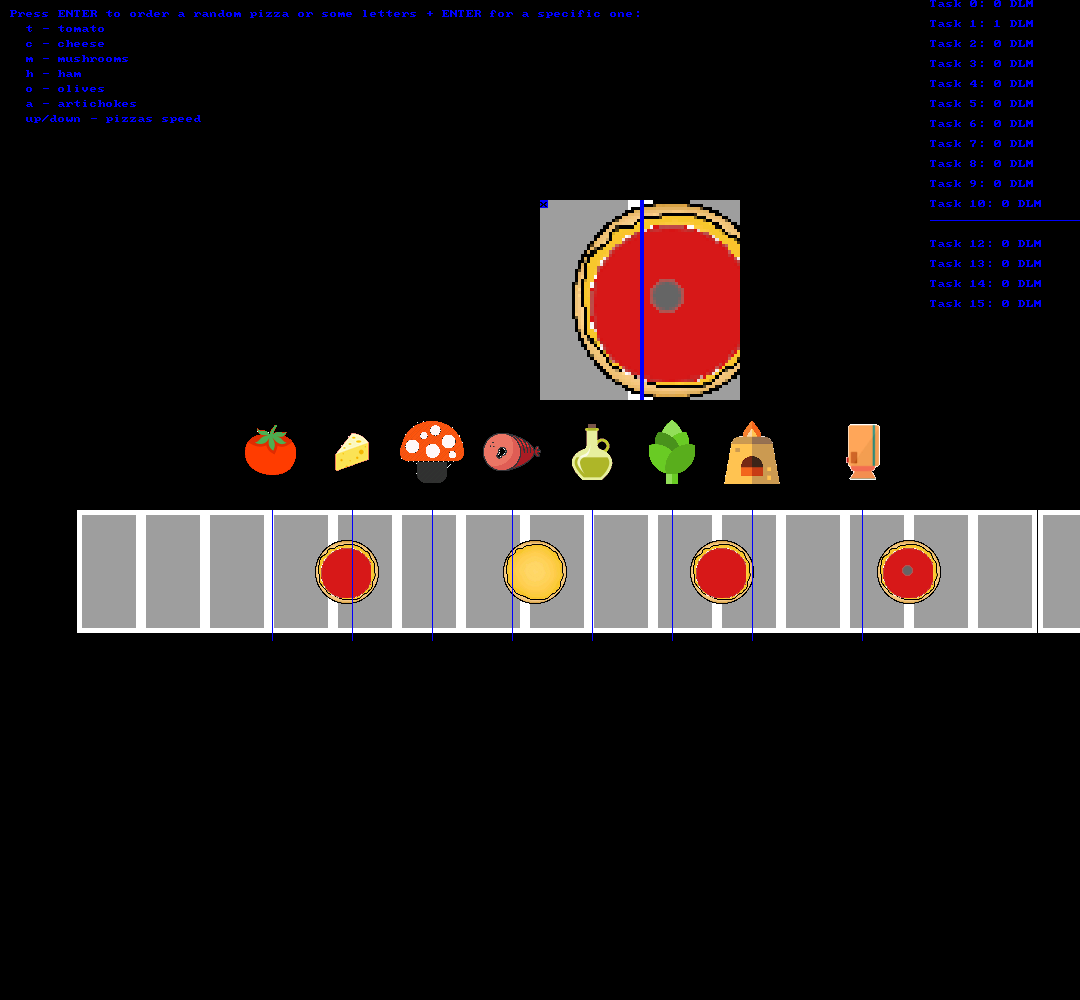 Press ENTER to order a random pizza or some letters + ENTER for a specific one:
t - tomato
c - cheese
m - mushrooms
h - ham
o - olives
a - artichokes
up/down - pizzas speed
Task 0: 0 DLM
Task 1: 1 DLM
Task 2: 0 DLM
Task 3: 0 DLM
Task 4: 0 DLM
Task 5: 0 DLM
Task 6: 0 DLM
Task 7: 0 DLM
Task 8: 0 DLM
Task 9: 0 DLM
Task 10: 0 DLM
Task 12: 0 DLM
Task 13: 0 DLM
Task 14: 0 DLM
Task 15: 0 DLM